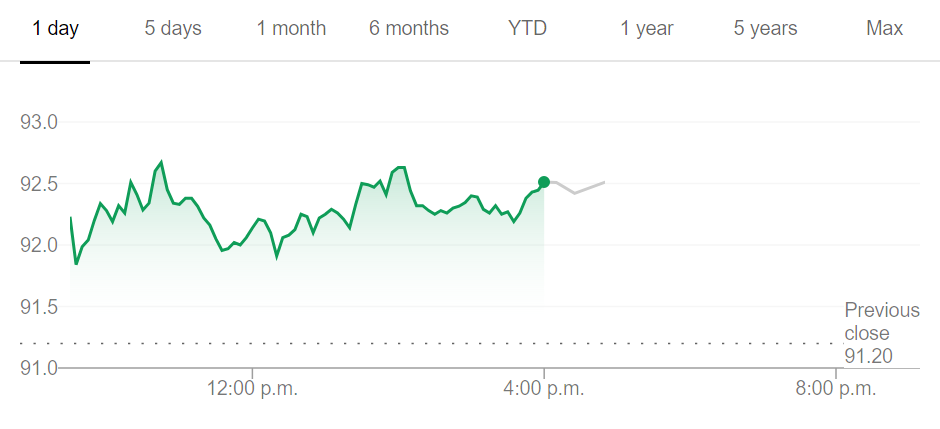 1 day 5 days 1 month 6 months YTD 1 year 5 years Max
93.0
92.5
92.0
91.5
Previous
close
91.20
91.0
12:00 p.m. 4:00 p.m. 8:00 p.m.